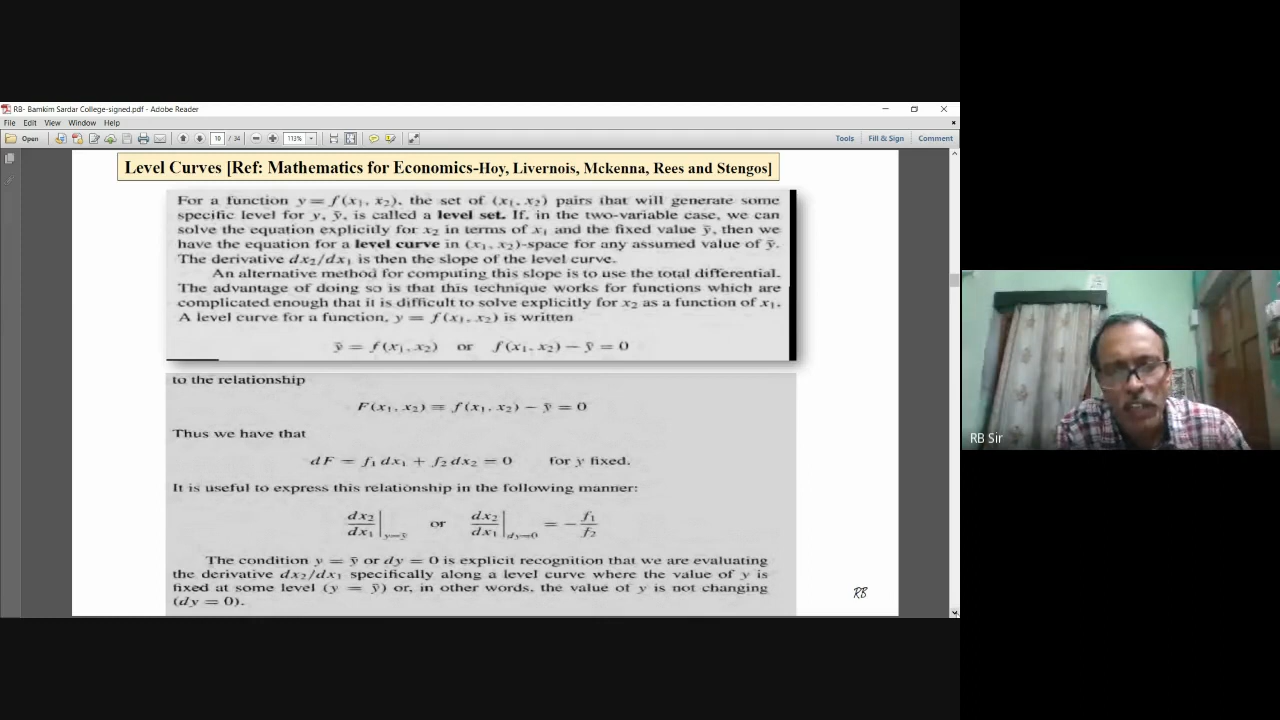 RB- Bamkim Sardar College-signed.pdf - Adobe Reader
File Edit View Window Help
Open 10 / 34 113% Tools Fill & Sign Comment
Level Curves [Ref: Mathematics for Economics-Hoy, Livernois, Mckenna, Rees and Stengos]
For a function y = f(x₁, x₂), the set of (x₁, x₂) pairs that will generate some
specific level for y, ȳ, is called a level set. If, in the two-variable case, we can
solve the equation explicitly for x₂ in terms of x₁ and the fixed value ȳ, then we
have the equation for a level curve in (x₁, x₂)-space for any assumed value of ȳ.
The derivative dx₂/dx₁ is then the slope of the level curve.
An alternative method for computing this slope is to use the total differential.
The advantage of doing so is that this technique works for functions which are
complicated enough that it is difficult to solve explicitly for x₂ as a function of x₁.
A level curve for a function, y = f(x₁, x₂) is written
ȳ = f(x₁, x₂) or f(x₁, x₂) − ȳ = 0
to the relationship
F(x₁, x₂) ≡ f(x₁, x₂) − ȳ = 0
Thus we have that
dF = f₁ dx₁ + f₂ dx₂ = 0 for y fixed.
It is useful to express this relationship in the following manner:
dx₂/dx₁ |y=ȳ or dx₂/dx₁ |dy=0 = − f₁/f₂
The condition y = ȳ or dy = 0 is explicit recognition that we are evaluating
the derivative dx₂/dx₁ specifically along a level curve where the value of y is
fixed at some level (y = ȳ) or, in other words, the value of y is not changing
(dy = 0).
RB
RB Sir